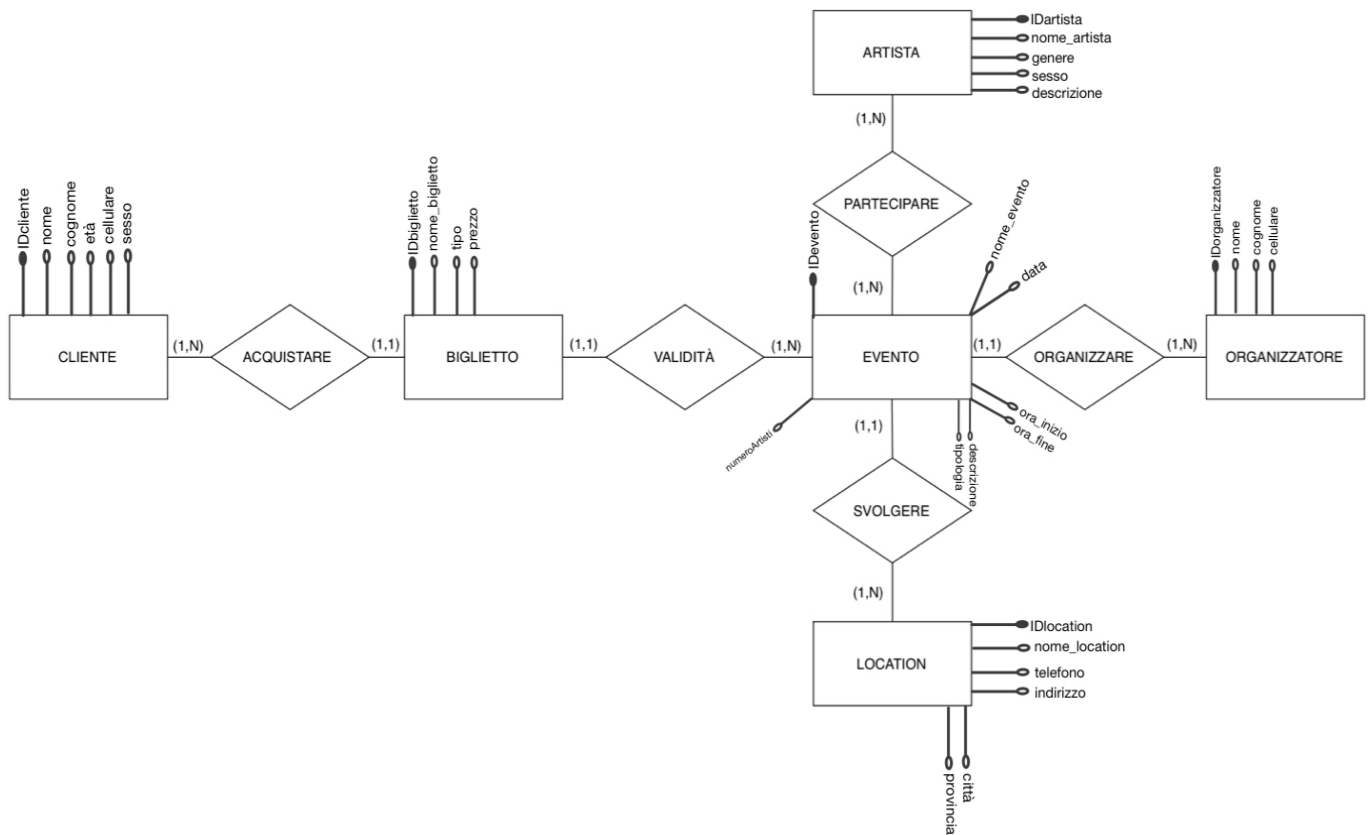 IDartista
nome_artista
genere
sesso
descrizione
ARTISTA
(1,N)
PARTECIPARE
(1,N)
IDcliente
nome
cognome
età
cellulare
sesso
CLIENTE
(1,N)
ACQUISTARE
(1,1)
IDbiglietto
nome_biglietto
tipo
prezzo
BIGLIETTO
(1,1)
VALIDITÀ
(1,N)
IDevento
nome_evento
data
EVENTO
numeroArtisti
ora_inizio
ora_fine
descrizione
tipologia
(1,1)
ORGANIZZARE
(1,N)
IDorganizzatore
nome
cognome
cellulare
ORGANIZZATORE
(1,1)
SVOLGERE
(1,N)
LOCATION
IDlocation
nome_location
telefono
indirizzo
città
provincia